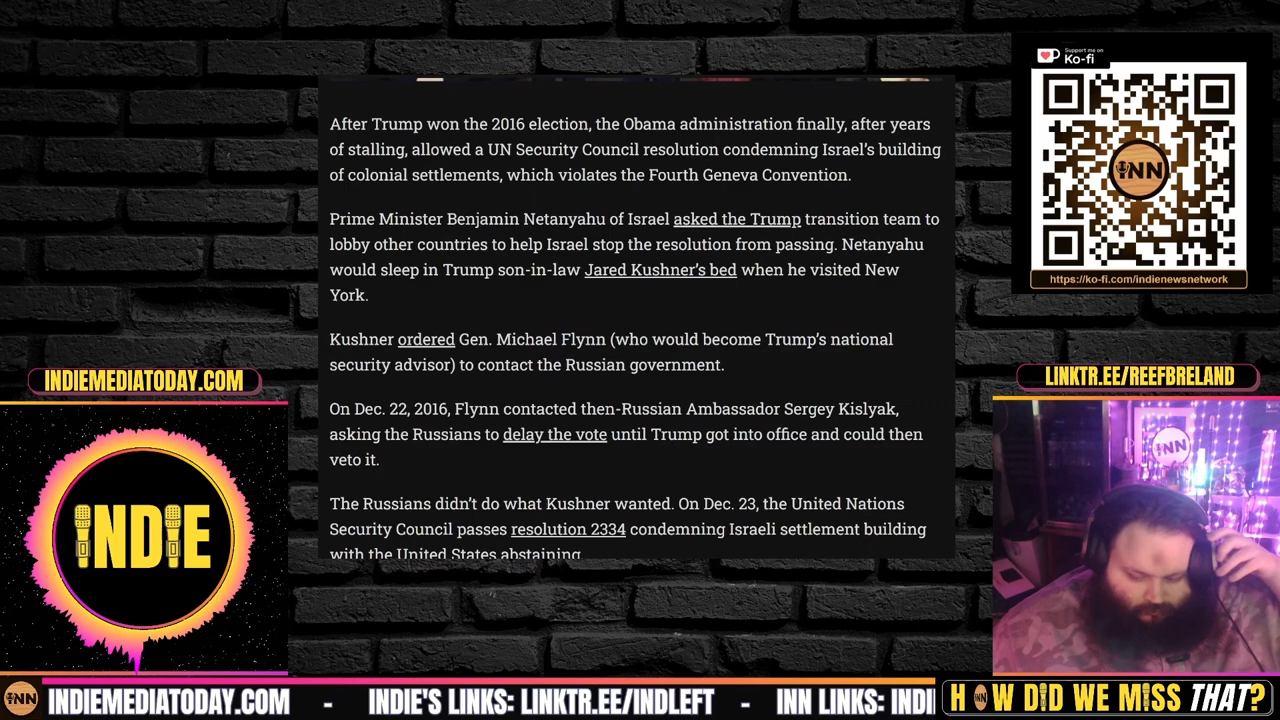 Support me on
Ko-fi
INN
https://ko-fi.com/indienewsnetwork
After Trump won the 2016 election, the Obama administration finally, after years
of stalling, allowed a UN Security Council resolution condemning Israel’s building
of colonial settlements, which violates the Fourth Geneva Convention.
Prime Minister Benjamin Netanyahu of Israel asked the Trump transition team to
lobby other countries to help Israel stop the resolution from passing. Netanyahu
would sleep in Trump son-in-law Jared Kushner’s bed when he visited New
York.
Kushner ordered Gen. Michael Flynn (who would become Trump’s national
security advisor) to contact the Russian government.
On Dec. 22, 2016, Flynn contacted then-Russian Ambassador Sergey Kislyak,
asking the Russians to delay the vote until Trump got into office and could then
veto it.
The Russians didn’t do what Kushner wanted. On Dec. 23, the United Nations
Security Council passes resolution 2334 condemning Israeli settlement building
with the United States abstaining.
INDIEMEDIATODAY.COM
INDIE
LINKTR.EE/REEFBRELAND
INN
INN INDIEMEDIATODAY.COM - INDIE'S LINKS: LINKTR.EE/INDLEFT - INN LINKS: INDI
HOW DID WE MISS THAT?